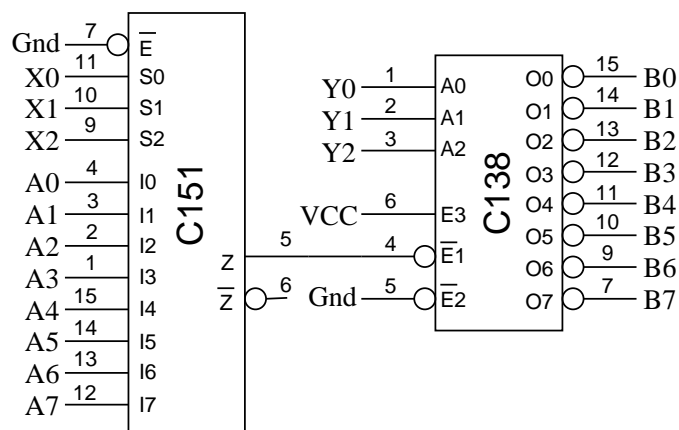 Gnd 7 E
X0 11 S0
X1 10 S1
X2 9 S2
A0 4 I0
A1 3 I1
A2 2 I2
A3 1 I3
A4 15 I4
A5 14 I5
A6 13 I6
A7 12 I7
C151
Z 5
Z 6
Y0 1 A0
Y1 2 A1
Y2 3 A2
VCC 6 E3
4 E1
Gnd 5 E2
C138
O0 15 B0
O1 14 B1
O2 13 B2
O3 12 B3
O4 11 B4
O5 10 B5
O6 9 B6
O7 7 B7